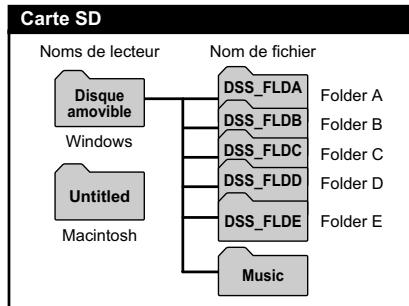 Carte SD
Noms de lecteur
Nom de fichier
Disque
amovible
Windows
Untitled
Macintosh
DSS_FLDA
Folder A
DSS_FLDB
Folder B
DSS_FLDC
Folder C
DSS_FLDD
Folder D
DSS_FLDE
Folder E
Music